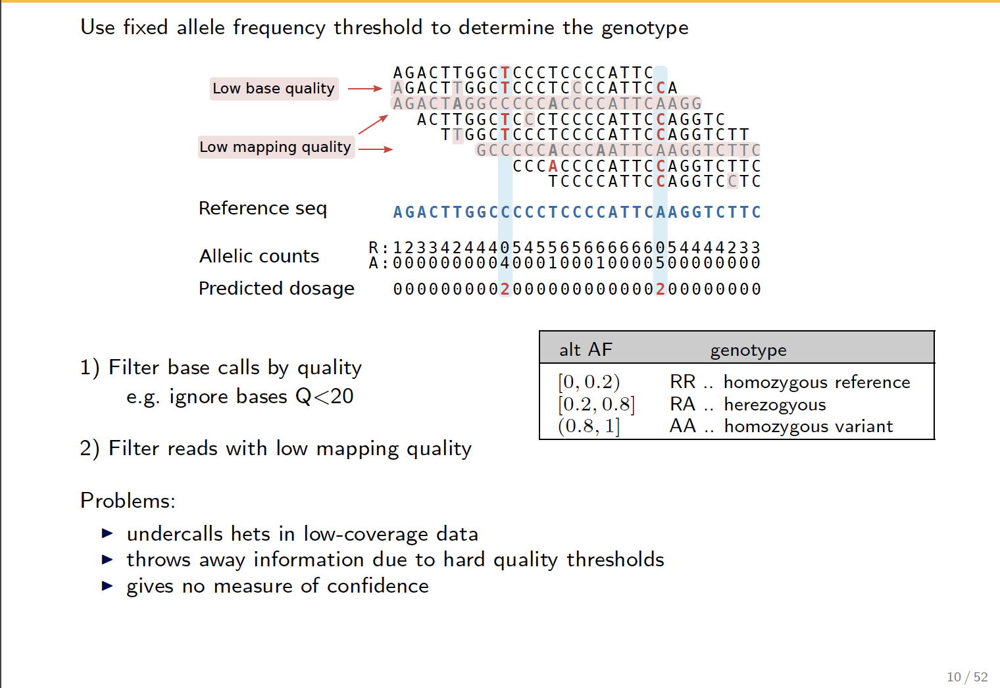 Use fixed allele frequency threshold to determine the genotype
AGACTTGGCTCCCTCCCCATTC
Low base quality
AGACTTGGCTCCCTCCCCATTCCA
AGACTAGGCCCCCACCCCATTCAAGG
ACTTGGCTCCCTCCCCATTCCAGGTC
TTGGCTCCCTCCCCATTCCAGGTCTT
Low mapping quality
GCCCCCACCCAATTCAAGGTCTTC
CCCACCCCATTCCAGGTCTTC
TCCCCATTCCAGGTCCTC
Reference seq AGACTTGGCCCCCTCCCCATTCAAGGTCTTC
Allelic counts
R:1233424440545565666666054444233
A:0000000004000100010000500000000
Predicted dosage 0000000002000000000000200000000
alt AF genotype
[0, 0.2) RR .. homozygous reference
[0.2, 0.8] RA .. herezogyous
(0.8, 1] AA .. homozygous variant
1) Filter base calls by quality
e.g. ignore bases Q<20
2) Filter reads with low mapping quality
Problems:
▶ undercalls hets in low-coverage data
▶ throws away information due to hard quality thresholds
▶ gives no measure of confidence
10 / 52